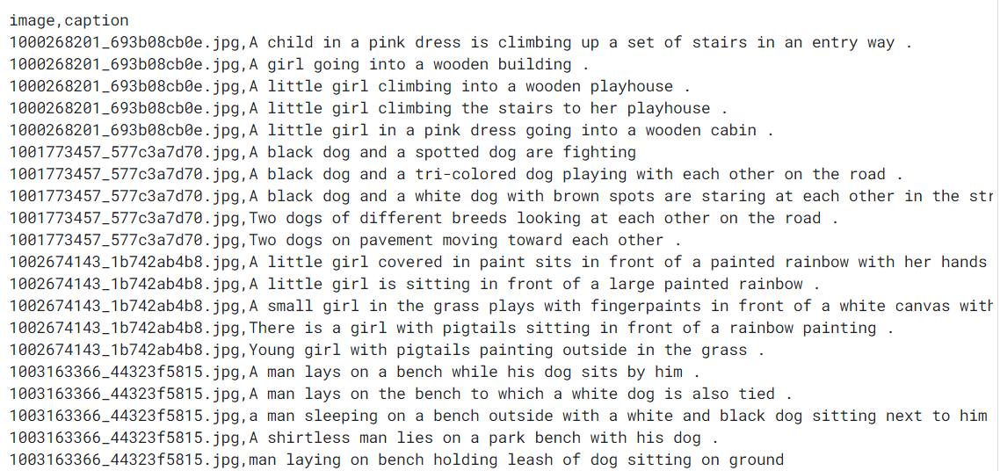 image,caption
1000268201_693b08cb0e.jpg,A child in a pink dress is climbing up a set of stairs in an entry way .
1000268201_693b08cb0e.jpg,A girl going into a wooden building .
1000268201_693b08cb0e.jpg,A little girl climbing into a wooden playhouse .
1000268201_693b08cb0e.jpg,A little girl climbing the stairs to her playhouse .
1000268201_693b08cb0e.jpg,A little girl in a pink dress going into a wooden cabin .
1001773457_577c3a7d70.jpg,A black dog and a spotted dog are fighting
1001773457_577c3a7d70.jpg,A black dog and a tri-colored dog playing with each other on the road .
1001773457_577c3a7d70.jpg,A black dog and a white dog with brown spots are staring at each other in the str
1001773457_577c3a7d70.jpg,Two dogs of different breeds looking at each other on the road .
1001773457_577c3a7d70.jpg,Two dogs on pavement moving toward each other .
1002674143_1b742ab4b8.jpg,A little girl covered in paint sits in front of a painted rainbow with her hands
1002674143_1b742ab4b8.jpg,A little girl is sitting in front of a large painted rainbow .
1002674143_1b742ab4b8.jpg,A small girl in the grass plays with fingerpaints in front of a white canvas with
1002674143_1b742ab4b8.jpg,There is a girl with pigtails sitting in front of a rainbow painting .
1002674143_1b742ab4b8.jpg,Young girl with pigtails painting outside in the grass .
1003163366_44323f5815.jpg,A man lays on a bench while his dog sits by him .
1003163366_44323f5815.jpg,A man lays on the bench to which a white dog is also tied .
1003163366_44323f5815.jpg,a man sleeping on a bench outside with a white and black dog sitting next to him
1003163366_44323f5815.jpg,A shirtless man lies on a park bench with his dog .
1003163366_44323f5815.jpg,man laying on bench holding leash of dog sitting on ground